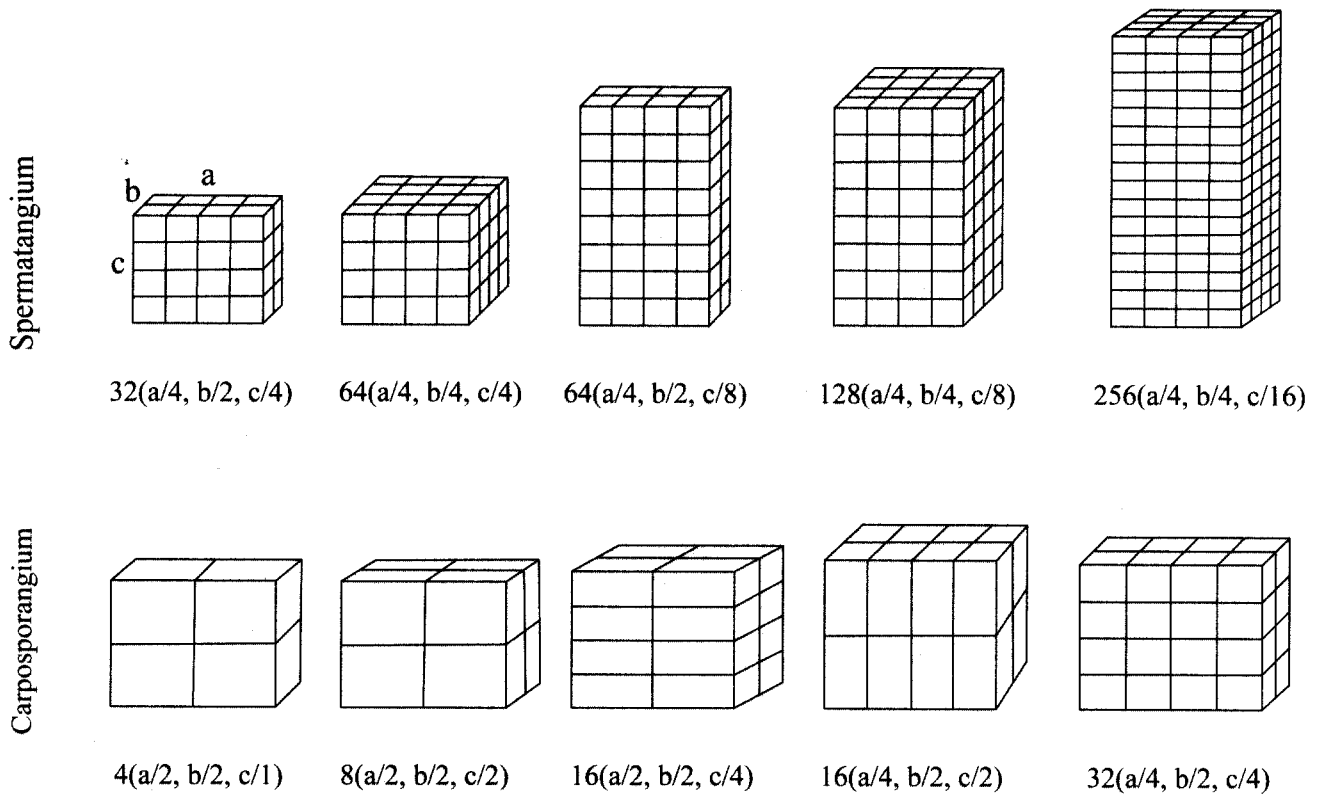 Spermatangium
a
b
c
32(a/4, b/2, c/4)
64(a/4, b/4, c/4)
64(a/4, b/2, c/8)
128(a/4, b/4, c/8)
256(a/4, b/4, c/16)
Carposporangium
4(a/2, b/2, c/1)
8(a/2, b/2, c/2)
16(a/2, b/2, c/4)
16(a/4, b/2, c/2)
32(a/4, b/2, c/4)